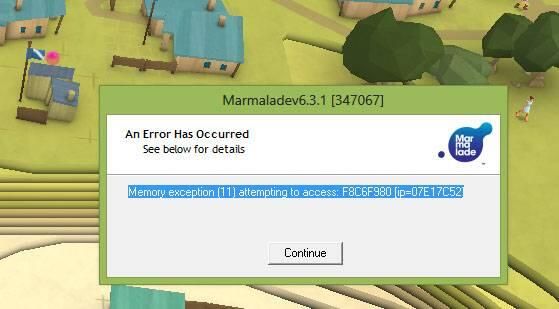 Marmaladev6.3.1 [347067]
An Error Has Occurred
See below for details
Mar
ma
lade
Memory exception (11) attempting to access: F8C6F980 [ip=07E17C52]
Continue